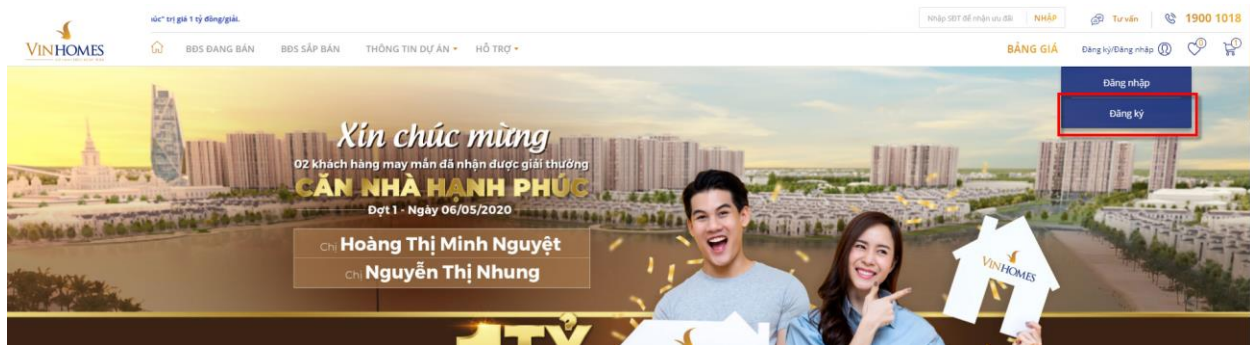 húc" trị giá 1 tỷ đồng/giải.
Nhập SĐT để nhận ưu đãi NHẬP
Tư vấn
1900 1018
VINHOMES
BĐS ĐANG BÁN
BĐS SẮP BÁN
THÔNG TIN DỰ ÁN
HỖ TRỢ
BẢNG GIÁ
Đăng ký/Đăng nhập
0
1
Đăng nhập
Đăng ký
Xin chúc mừng
02 khách hàng may mắn đã nhận được giải thưởng
CĂN NHÀ HẠNH PHÚC
Đợt 1 - Ngày 06/05/2020
Chị Hoàng Thị Minh Nguyệt
Chị Nguyễn Thị Nhung
VINHOMES
1 TỶ